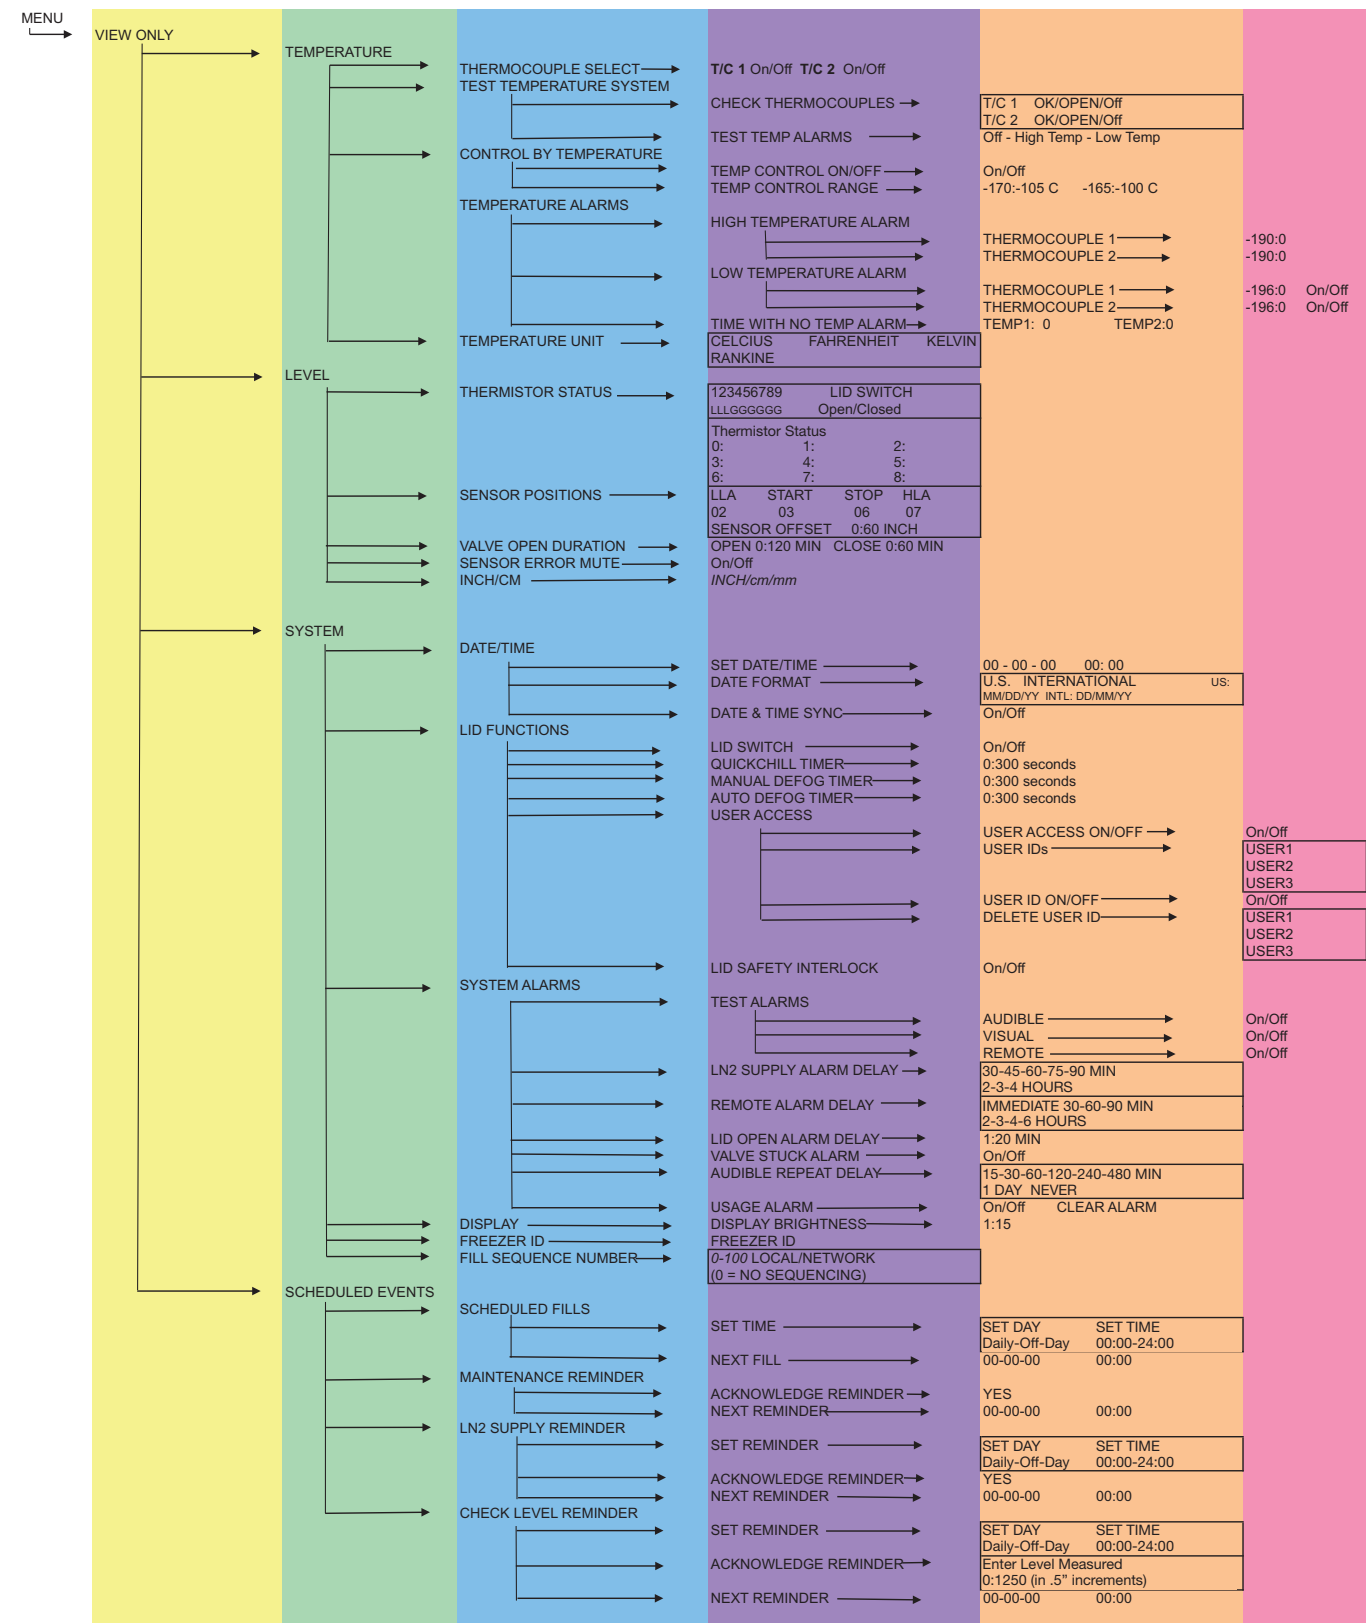 MENU
VIEW ONLY
TEMPERATURE
THERMOCOUPLE SELECT T/C 1 On/Off T/C 2 On/Off
TEST TEMPERATURE SYSTEM
CHECK THERMOCOUPLES T/C 1 OK/OPEN/Off
T/C 2 OK/OPEN/Off
TEST TEMP ALARMS Off - High Temp - Low Temp
CONTROL BY TEMPERATURE
TEMP CONTROL ON/OFF On/Off
TEMP CONTROL RANGE -170:-105 C -165:-100 C
TEMPERATURE ALARMS
HIGH TEMPERATURE ALARM
THERMOCOUPLE 1 -190:0
THERMOCOUPLE 2 -190:0
LOW TEMPERATURE ALARM
THERMOCOUPLE 1 -196:0 On/Off
THERMOCOUPLE 2 -196:0 On/Off
TIME WITH NO TEMP ALARM TEMP1: 0 TEMP2:0
TEMPERATURE UNIT CELCIUS FAHRENHEIT KELVIN
RANKINE
LEVEL
THERMISTOR STATUS 123456789 LID SWITCH
LLLGGGGGG Open/Closed
Thermistor Status
0: 1: 2:
3: 4: 5:
6: 7: 8:
SENSOR POSITIONS LLA START STOP HLA
02 03 06 07
SENSOR OFFSET 0:60 INCH
VALVE OPEN DURATION OPEN 0:120 MIN CLOSE 0:60 MIN
SENSOR ERROR MUTE On/Off
INCH/CM INCH/cm/mm
SYSTEM
DATE/TIME
SET DATE/TIME 00 - 00 - 00 00: 00
DATE FORMAT U.S. INTERNATIONAL US:
MM/DD/YY INTL: DD/MM/YY
DATE & TIME SYNC On/Off
LID FUNCTIONS
LID SWITCH On/Off
QUICKCHILL TIMER 0:300 seconds
MANUAL DEFOG TIMER 0:300 seconds
AUTO DEFOG TIMER 0:300 seconds
USER ACCESS
USER ACCESS ON/OFF On/Off
USER IDs USER1
USER2
USER3
USER ID ON/OFF On/Off
DELETE USER ID USER1
USER2
USER3
LID SAFETY INTERLOCK On/Off
SYSTEM ALARMS
TEST ALARMS
AUDIBLE On/Off
VISUAL On/Off
REMOTE On/Off
LN2 SUPPLY ALARM DELAY 30-45-60-75-90 MIN
2-3-4 HOURS
REMOTE ALARM DELAY IMMEDIATE 30-60-90 MIN
2-3-4-6 HOURS
LID OPEN ALARM DELAY 1:20 MIN
VALVE STUCK ALARM On/Off
AUDIBLE REPEAT DELAY 15-30-60-120-240-480 MIN
1 DAY NEVER
USAGE ALARM On/Off CLEAR ALARM
DISPLAY DISPLAY BRIGHTNESS 1:15
FREEZER ID FREEZER ID
FILL SEQUENCE NUMBER 0-100 LOCAL/NETWORK
(0 = NO SEQUENCING)
SCHEDULED EVENTS
SCHEDULED FILLS
SET TIME SET DAY SET TIME
Daily-Off-Day 00:00-24:00
NEXT FILL 00-00-00 00:00
MAINTENANCE REMINDER
ACKNOWLEDGE REMINDER YES
NEXT REMINDER 00-00-00 00:00
LN2 SUPPLY REMINDER
SET REMINDER SET DAY SET TIME
Daily-Off-Day 00:00-24:00
ACKNOWLEDGE REMINDER YES
NEXT REMINDER 00-00-00 00:00
CHECK LEVEL REMINDER
SET REMINDER SET DAY SET TIME
Daily-Off-Day 00:00-24:00
ACKNOWLEDGE REMINDER Enter Level Measured
0:1250 (in .5” increments)
NEXT REMINDER 00-00-00 00:00